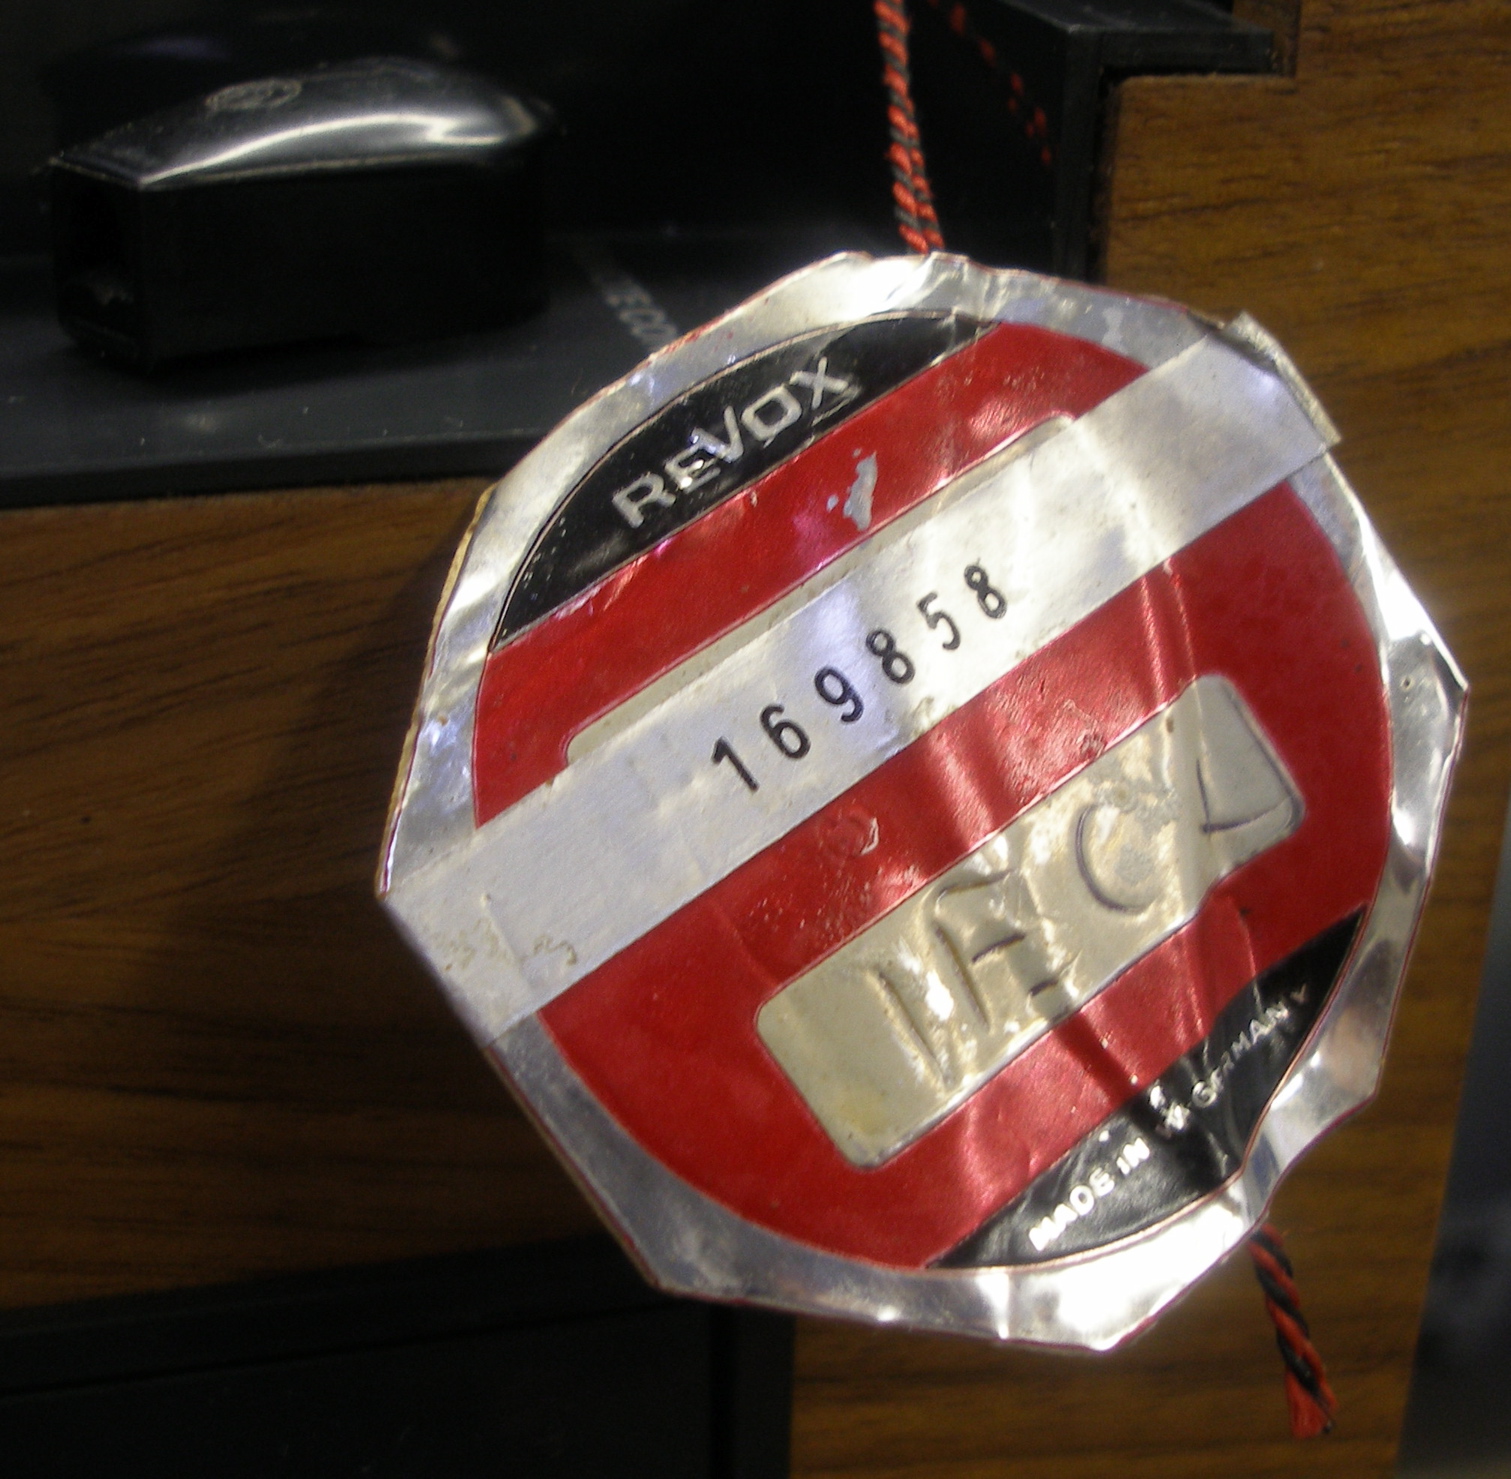 REVOX
169858
MADE IN W. GERMANY